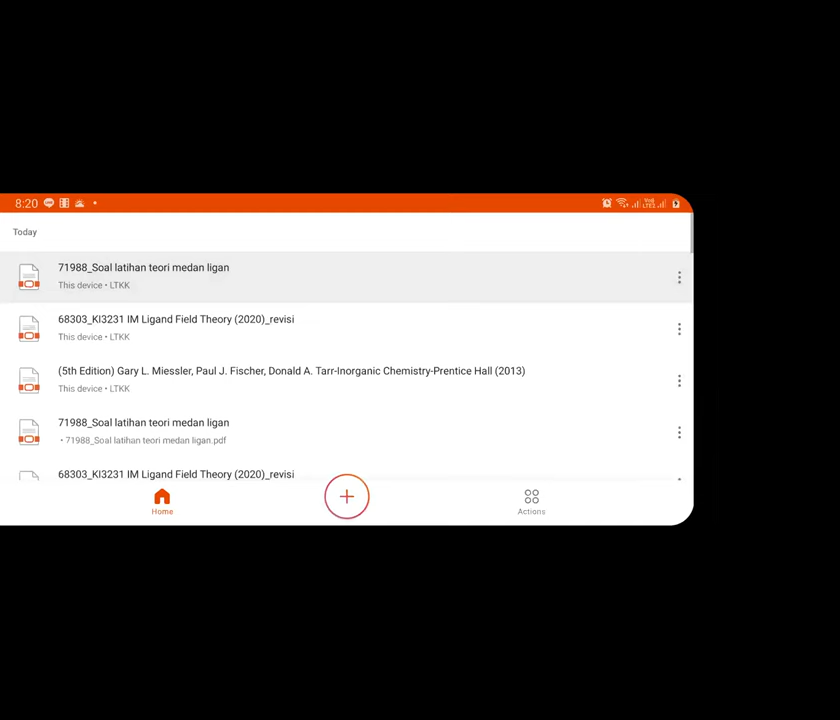 8:20
Today
71988_Soal latihan teori medan ligan
This device • LTKK
68303_KI3231 IM Ligand Field Theory (2020)_revisi
This device • LTKK
(5th Edition) Gary L. Miessler, Paul J. Fischer, Donald A. Tarr-Inorganic Chemistry-Prentice Hall (2013)
This device • LTKK
71988_Soal latihan teori medan ligan
• 71988_Soal latihan teori medan ligan.pdf
68303_KI3231 IM Ligand Field Theory (2020)_revisi
Home
Actions